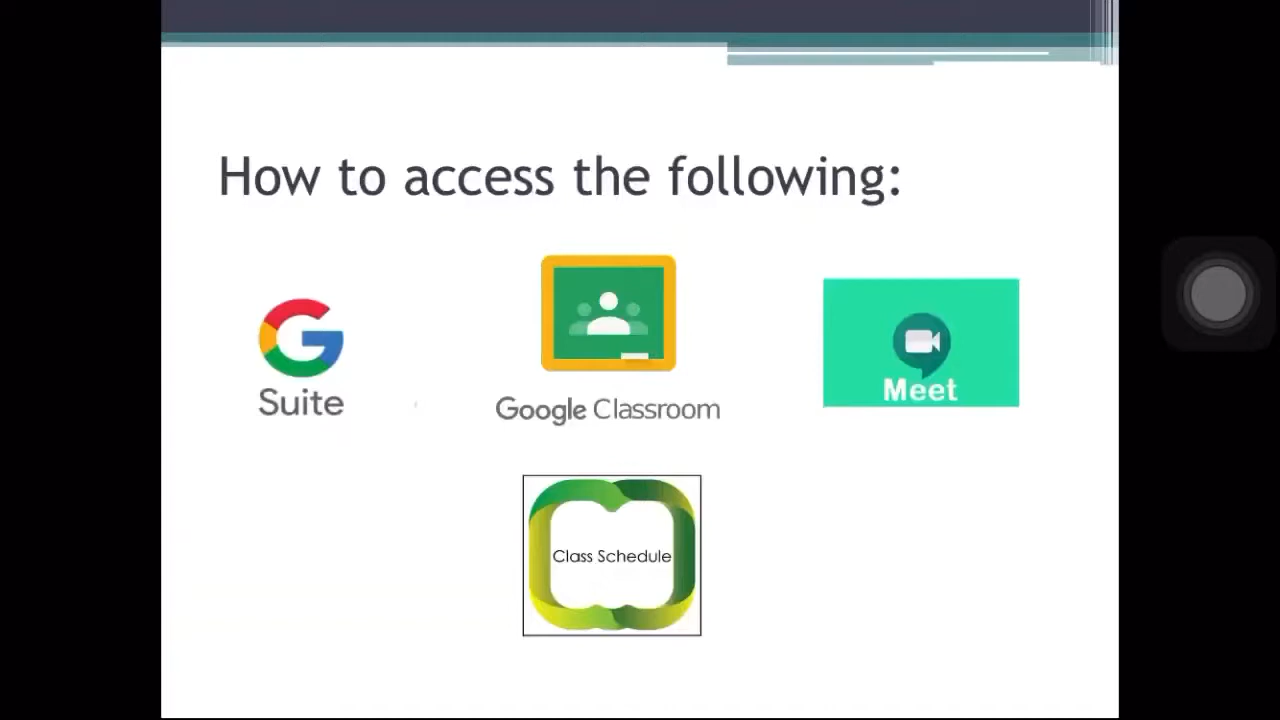 How to access the following:
Suite
Google Classroom
Meet
Class Schedule